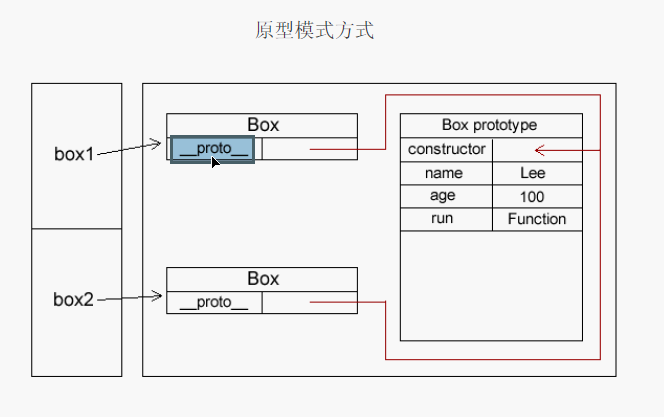 原型模式方式
box1
Box
__proto__
box2
Box
__proto__
Box prototype
constructor
name Lee
age 100
run Function